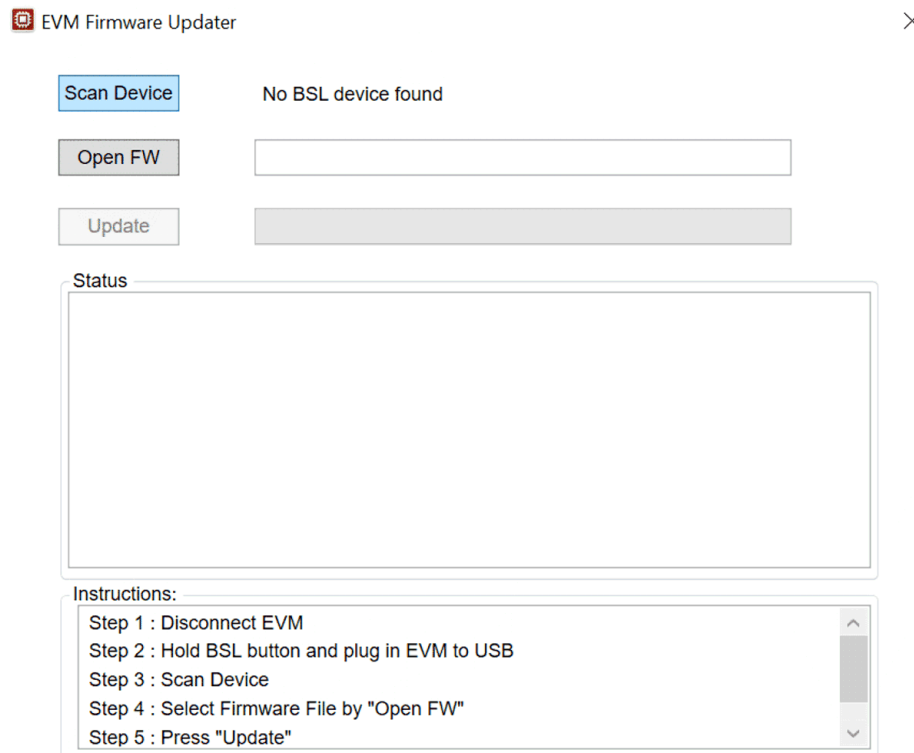 EVM Firmware Updater
Scan Device
No BSL device found
Open FW
Update
Status
Instructions:
Step 1 : Disconnect EVM
Step 2 : Hold BSL button and plug in EVM to USB
Step 3 : Scan Device
Step 4 : Select Firmware File by "Open FW"
Step 5 : Press "Update"